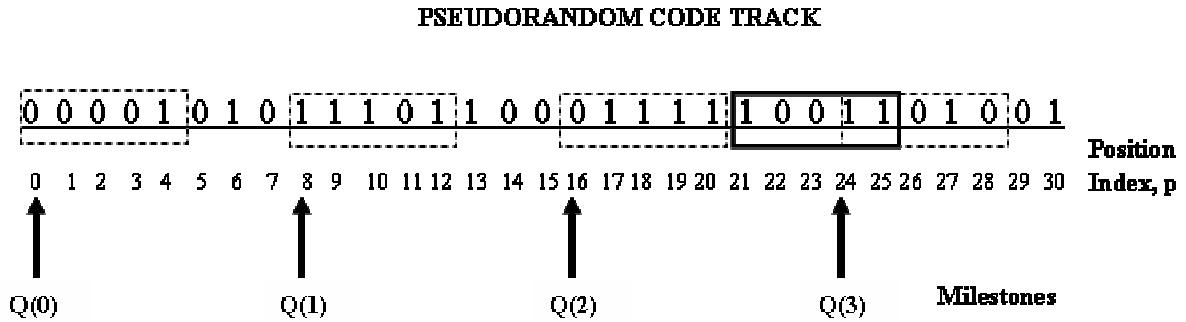 PSEUDORANDOM CODE TRACK
0 0 0 0 1 0 1 0 1 1 1 0 1 1 0 0 0 1 1 1 1 1 0 0 1 1 0 1 0 0 1
Position
0 1 2 3 4 5 6 7 8 9 10 11 12 13 14 15 16 17 18 19 20 21 22 23 24 25 26 27 28 29 30 Index, p
Q(0) Q(1) Q(2) Q(3) Milestones